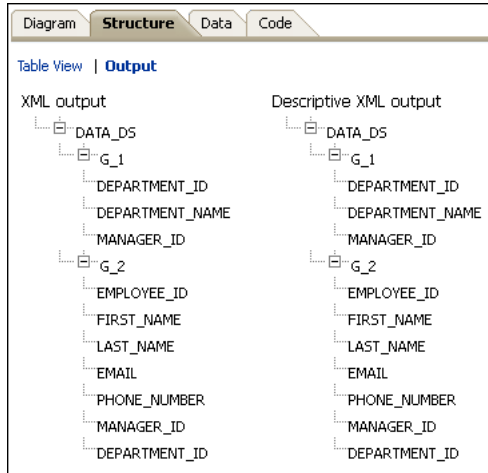 Diagram Structure Data Code
Table View | Output
XML output Descriptive XML output
DATA_DS DATA_DS
G_1 G_1
DEPARTMENT_ID DEPARTMENT_ID
DEPARTMENT_NAME DEPARTMENT_NAME
MANAGER_ID MANAGER_ID
G_2 G_2
EMPLOYEE_ID EMPLOYEE_ID
FIRST_NAME FIRST_NAME
LAST_NAME LAST_NAME
EMAIL EMAIL
PHONE_NUMBER PHONE_NUMBER
MANAGER_ID MANAGER_ID
DEPARTMENT_ID DEPARTMENT_ID